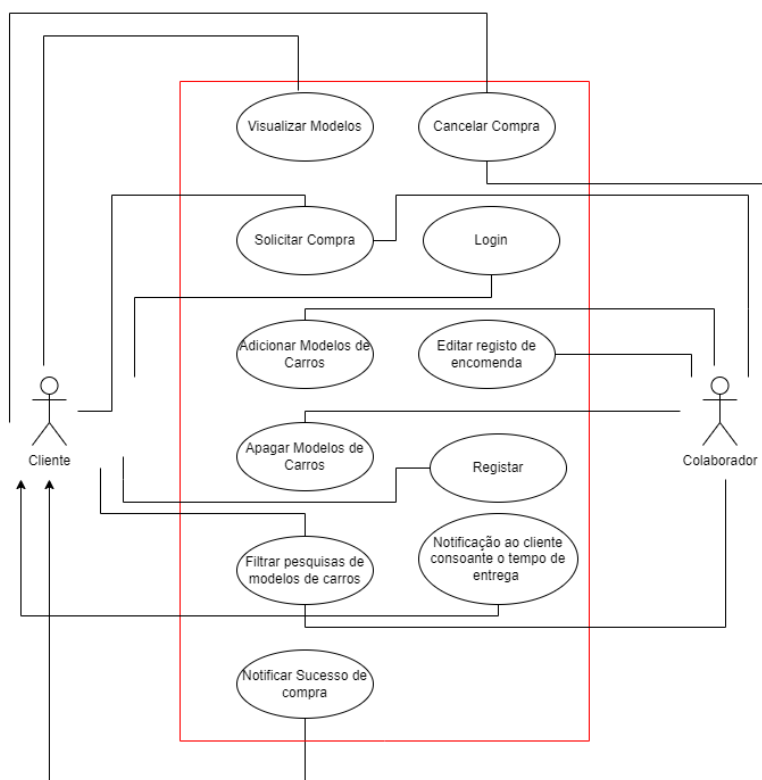 Visualizar Modelos
Cancelar Compra
Solicitar Compra
Login
Adicionar Modelos de
Carros
Editar registo de
encomenda
Cliente
Colaborador
Apagar Modelos de
Carros
Registar
Filtrar pesquisas de
modelos de carros
Notificação ao cliente
consoante o tempo de
entrega
Notificar Sucesso de
compra